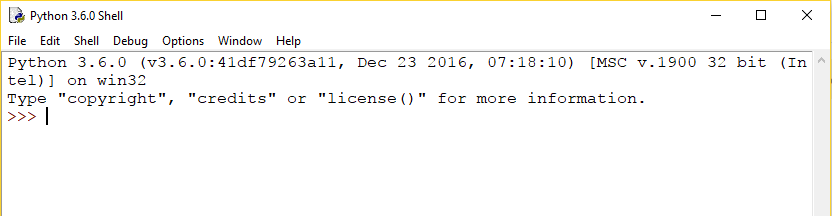 Python 3.6.0 Shell
File Edit Shell Debug Options Window Help
Python 3.6.0 (v3.6.0:41df79263a11, Dec 23 2016, 07:18:10) [MSC v.1900 32 bit (In
tel)] on win32
Type "copyright", "credits" or "license()" for more information.
>>>